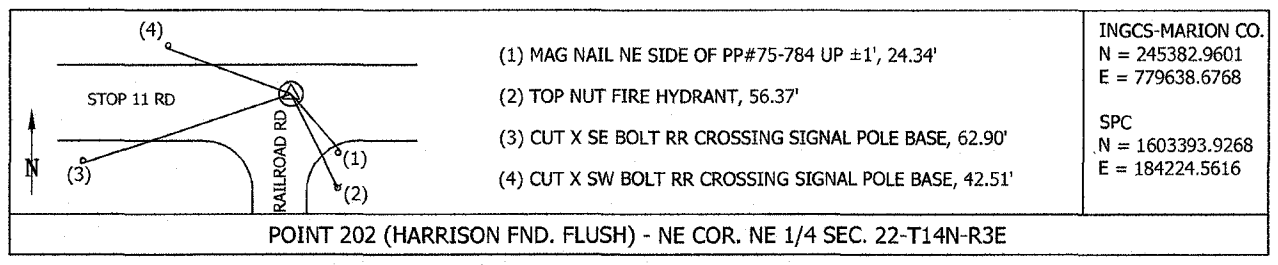 (4)
STOP 11 RD
RAILROAD RD
N
(3)
(1)
(2)
(1) MAG NAIL NE SIDE OF PP#75-784 UP ±1', 24.34'
(2) TOP NUT FIRE HYDRANT, 56.37'
(3) CUT X SE BOLT RR CROSSING SIGNAL POLE BASE, 62.90'
(4) CUT X SW BOLT RR CROSSING SIGNAL POLE BASE, 42.51'
INGCS-MARION CO.
N = 245382.9601
E = 779638.6768
SPC
N = 1603393.9268
E = 184224.5616
POINT 202 (HARRISON FND. FLUSH) - NE COR. NE 1/4 SEC. 22-T14N-R3E